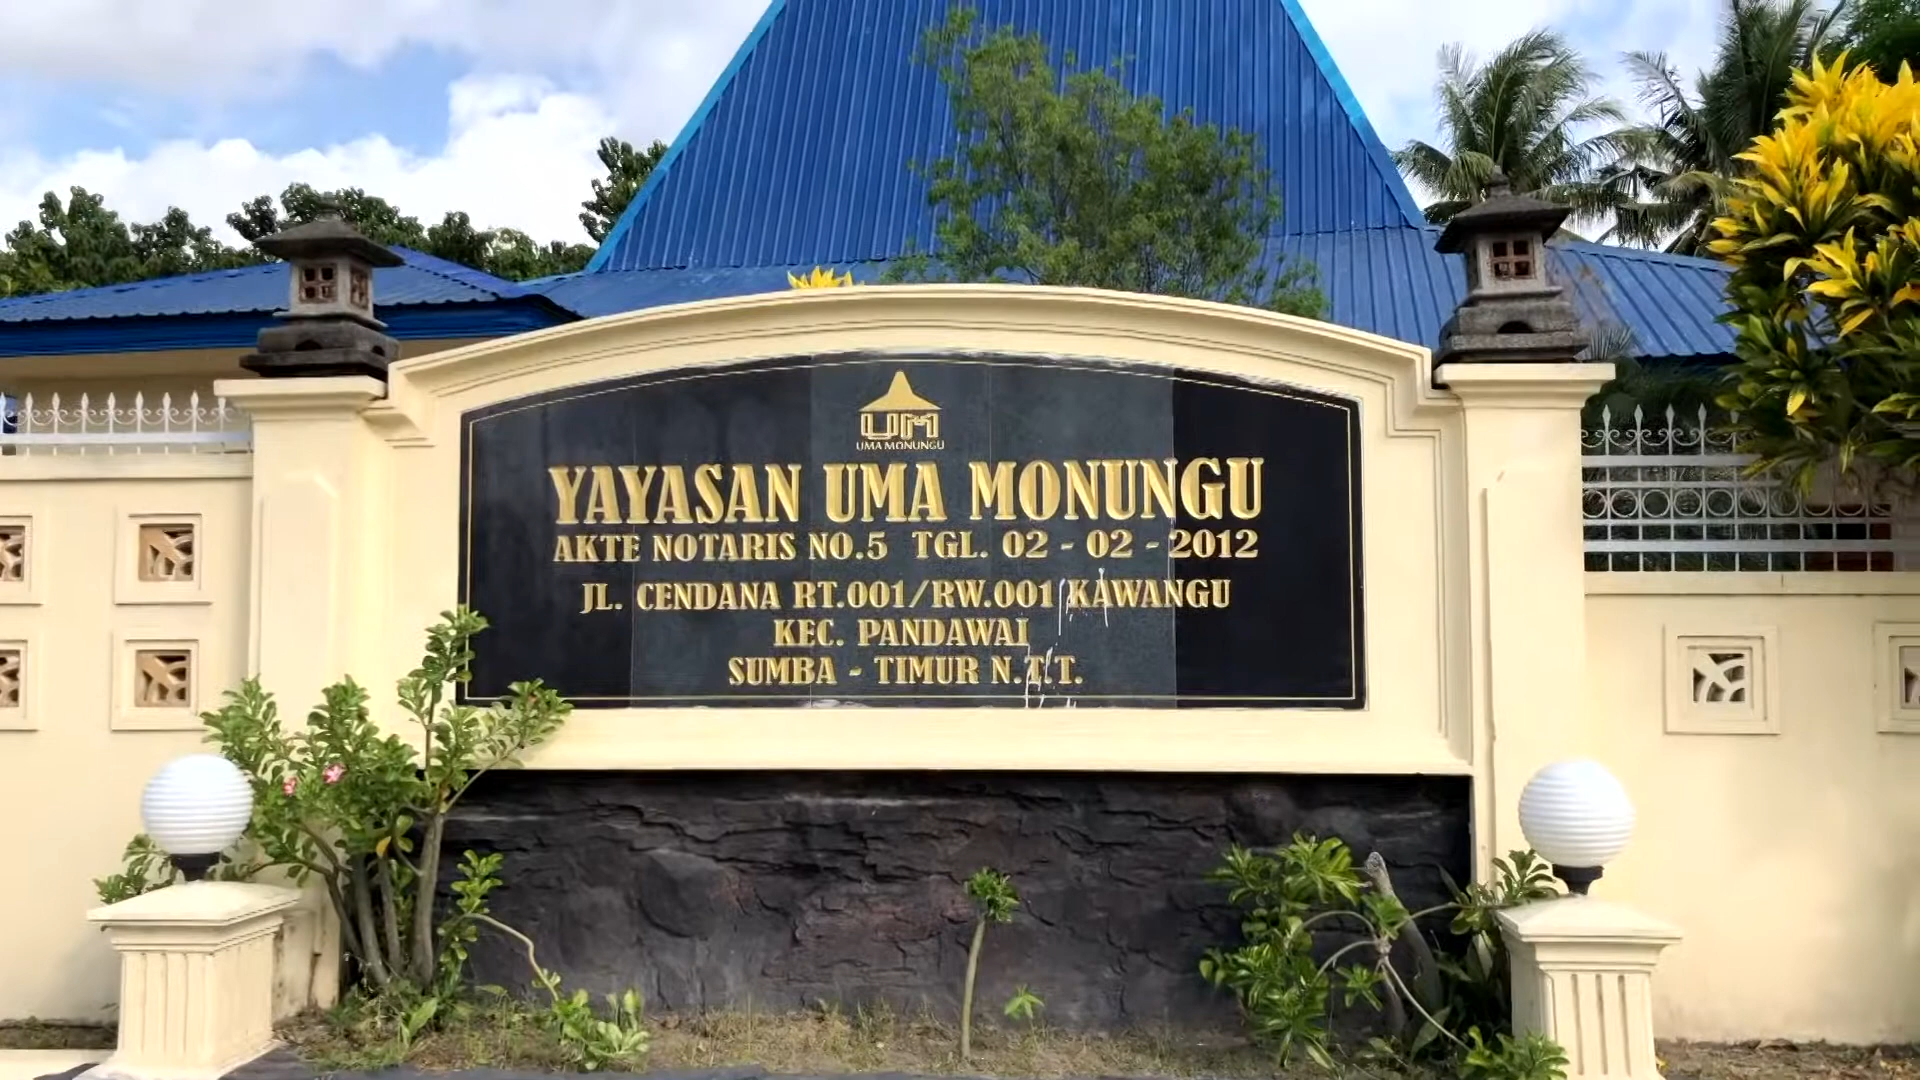 UM
UMA MONUNGU
YAYASAN UMA MONUNGU
AKTE NOTARIS NO.5 TGL. 02 - 02 - 2012
JL. CENDANA RT.001/RW.001 KAWANGU
KEC. PANDAWAI
SUMBA - TIMUR N.T.T.